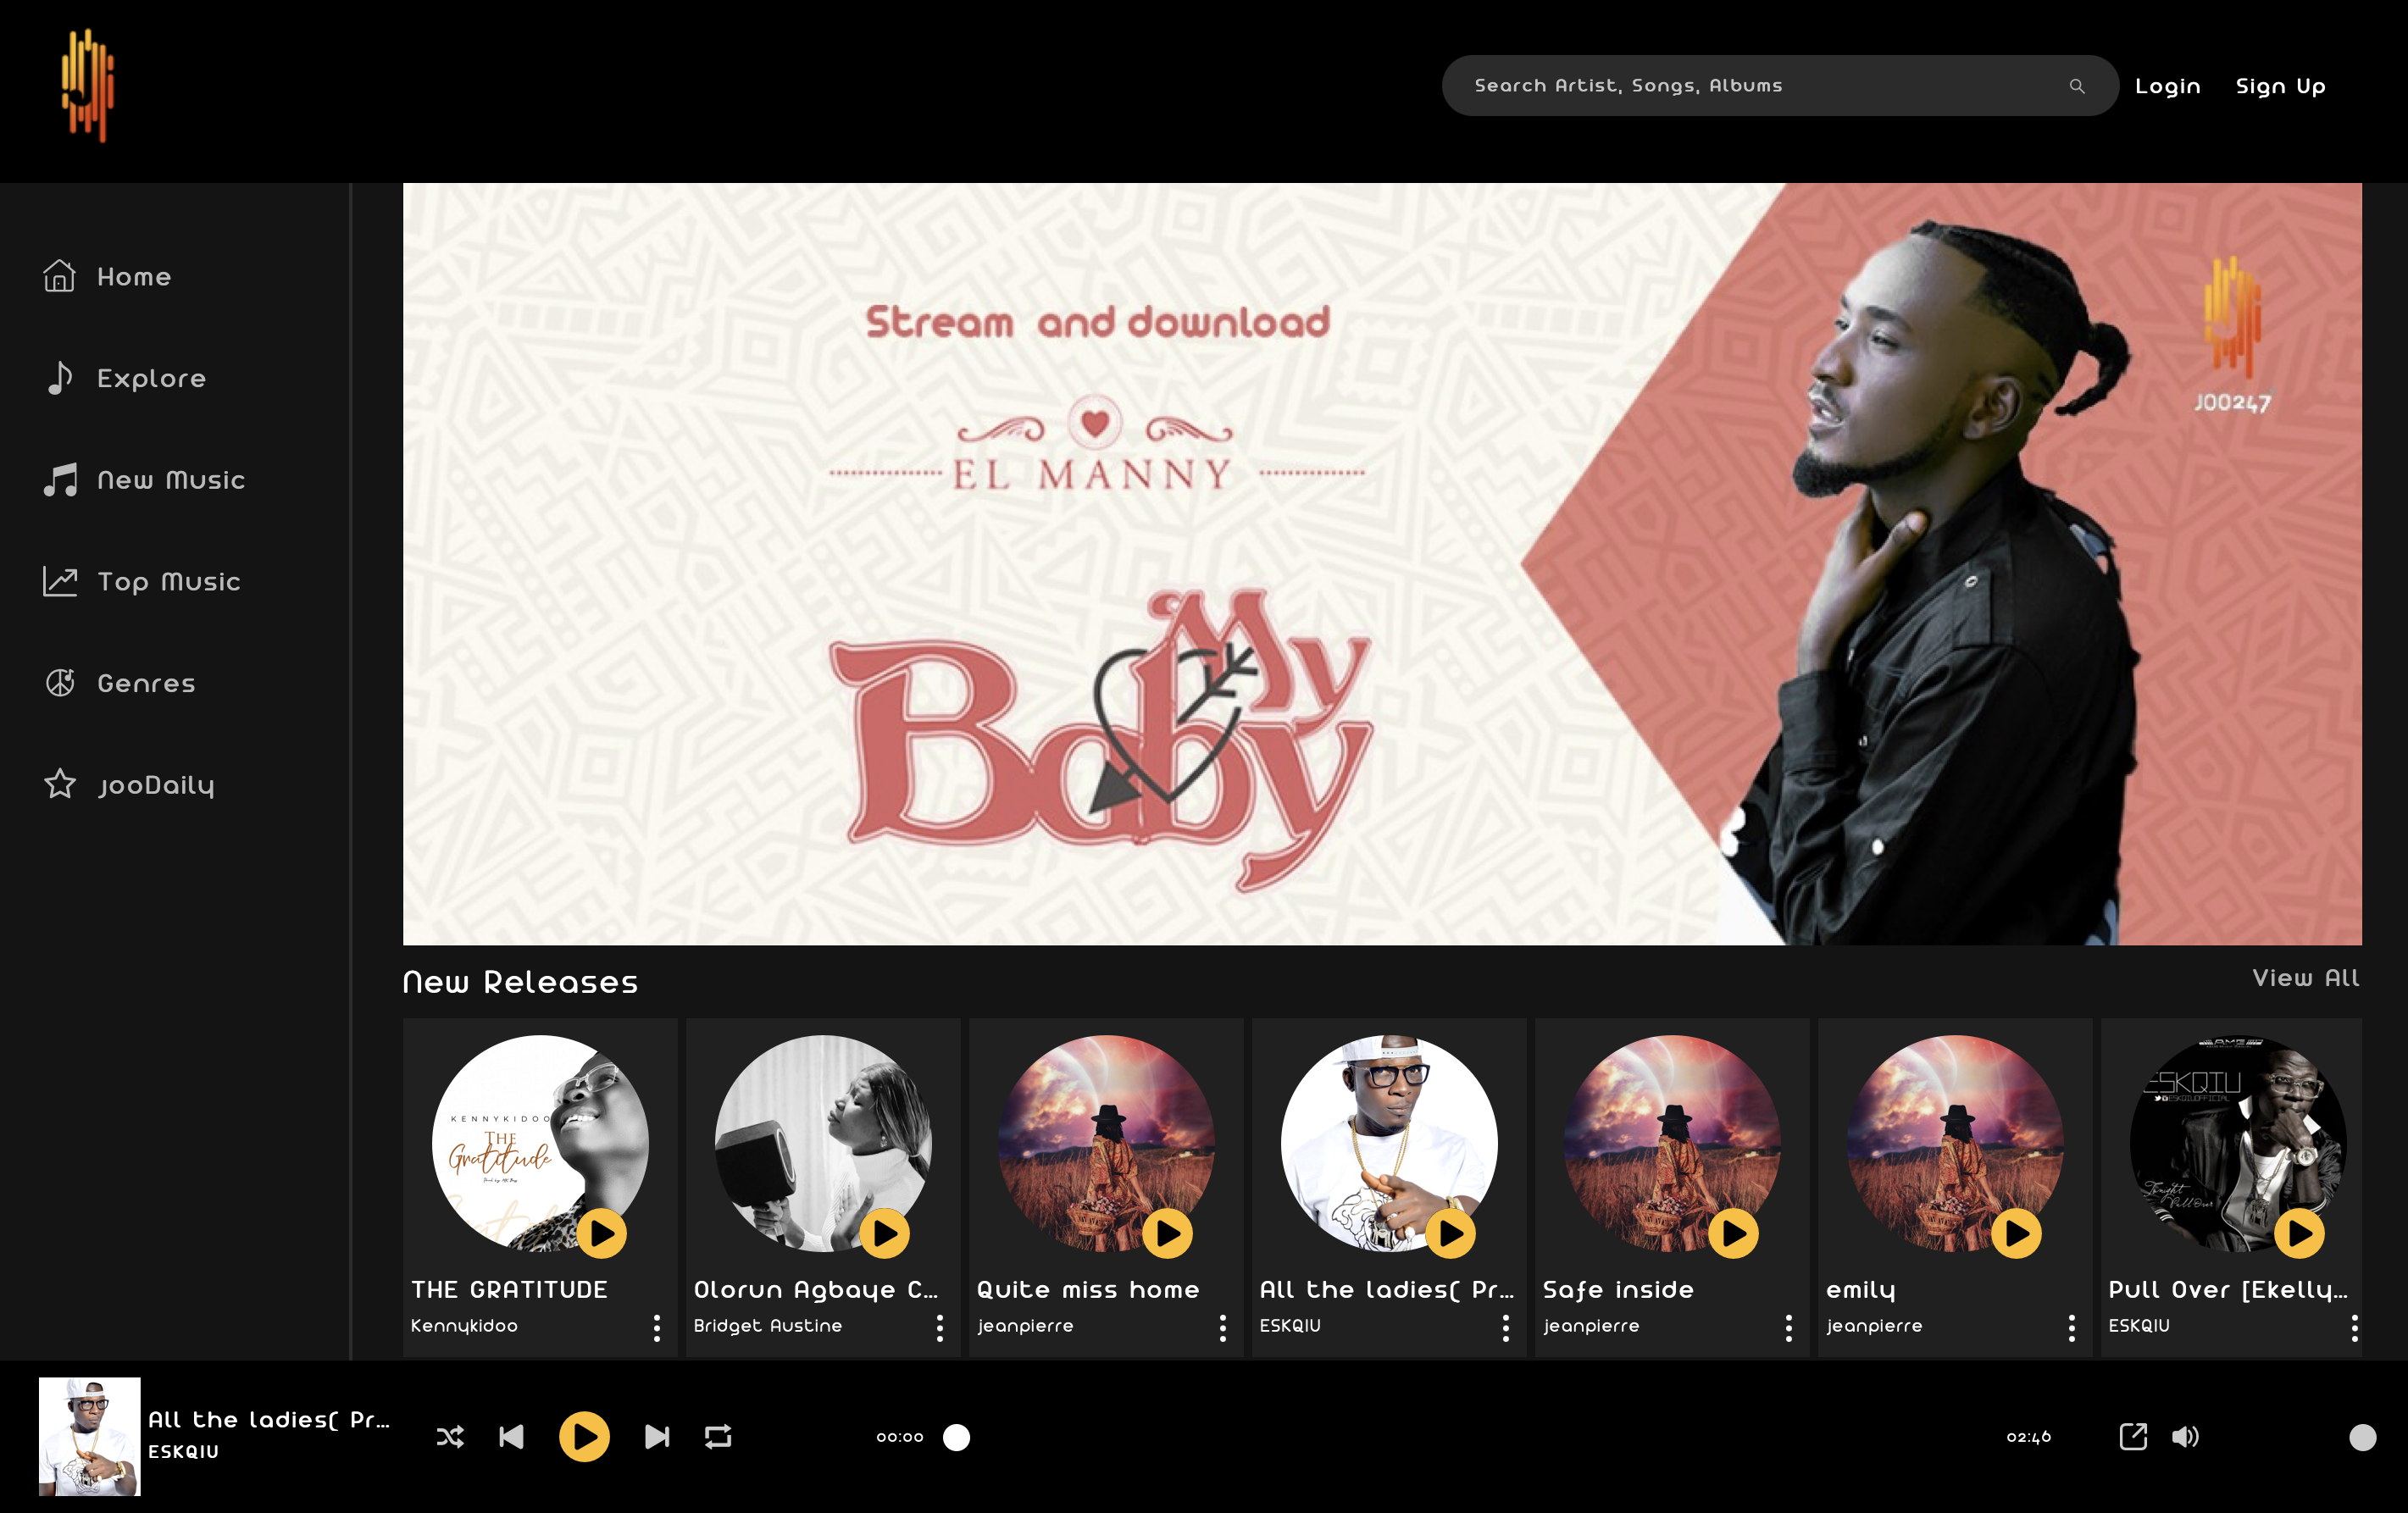 Search Artist, Songs, Albums
Login
Sign Up
Home
Explore
New Music
Top Music
Genres
jooDaily
Stream and download
EL MANNY
My
Baby
JOO247
New Releases
View All
KENNYKIDOO
THE
Gratitude
ESKQIU
THE GRATITUDE
Kennykidoo
Olorun Agbaye C...
Bridget Austine
Quite miss home
jeanpierre
All the ladies( Pr...
ESKQIU
Safe inside
jeanpierre
emily
jeanpierre
Pull Over [Ekelly...
ESKQIU
All the ladies( Pr...
ESKQIU
00:00
02:46